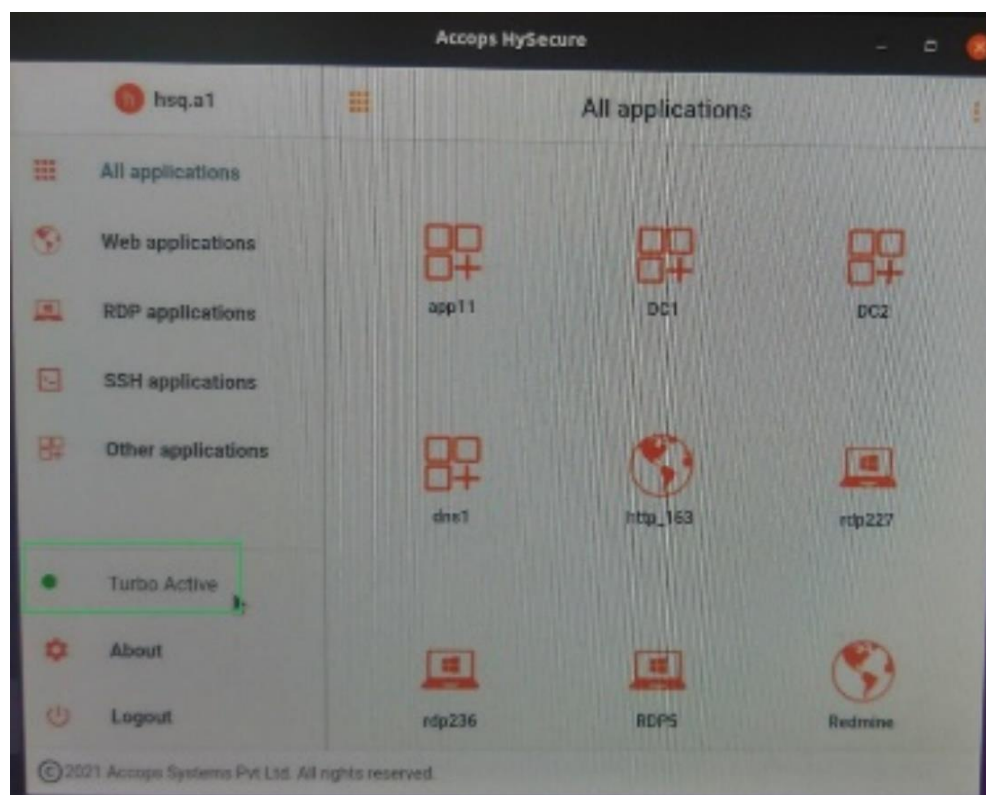 Accops HySecure
h hsq.a1
All applications
All applications
Web applications
RDP applications
SSH applications
Other applications
Turbo Active
About
Logout
app11 DC1 DC2
dns1 http_163 rdp227
rdp236 RDPS Redmine
© 2021 Accops Systems Pvt Ltd. All rights reserved.